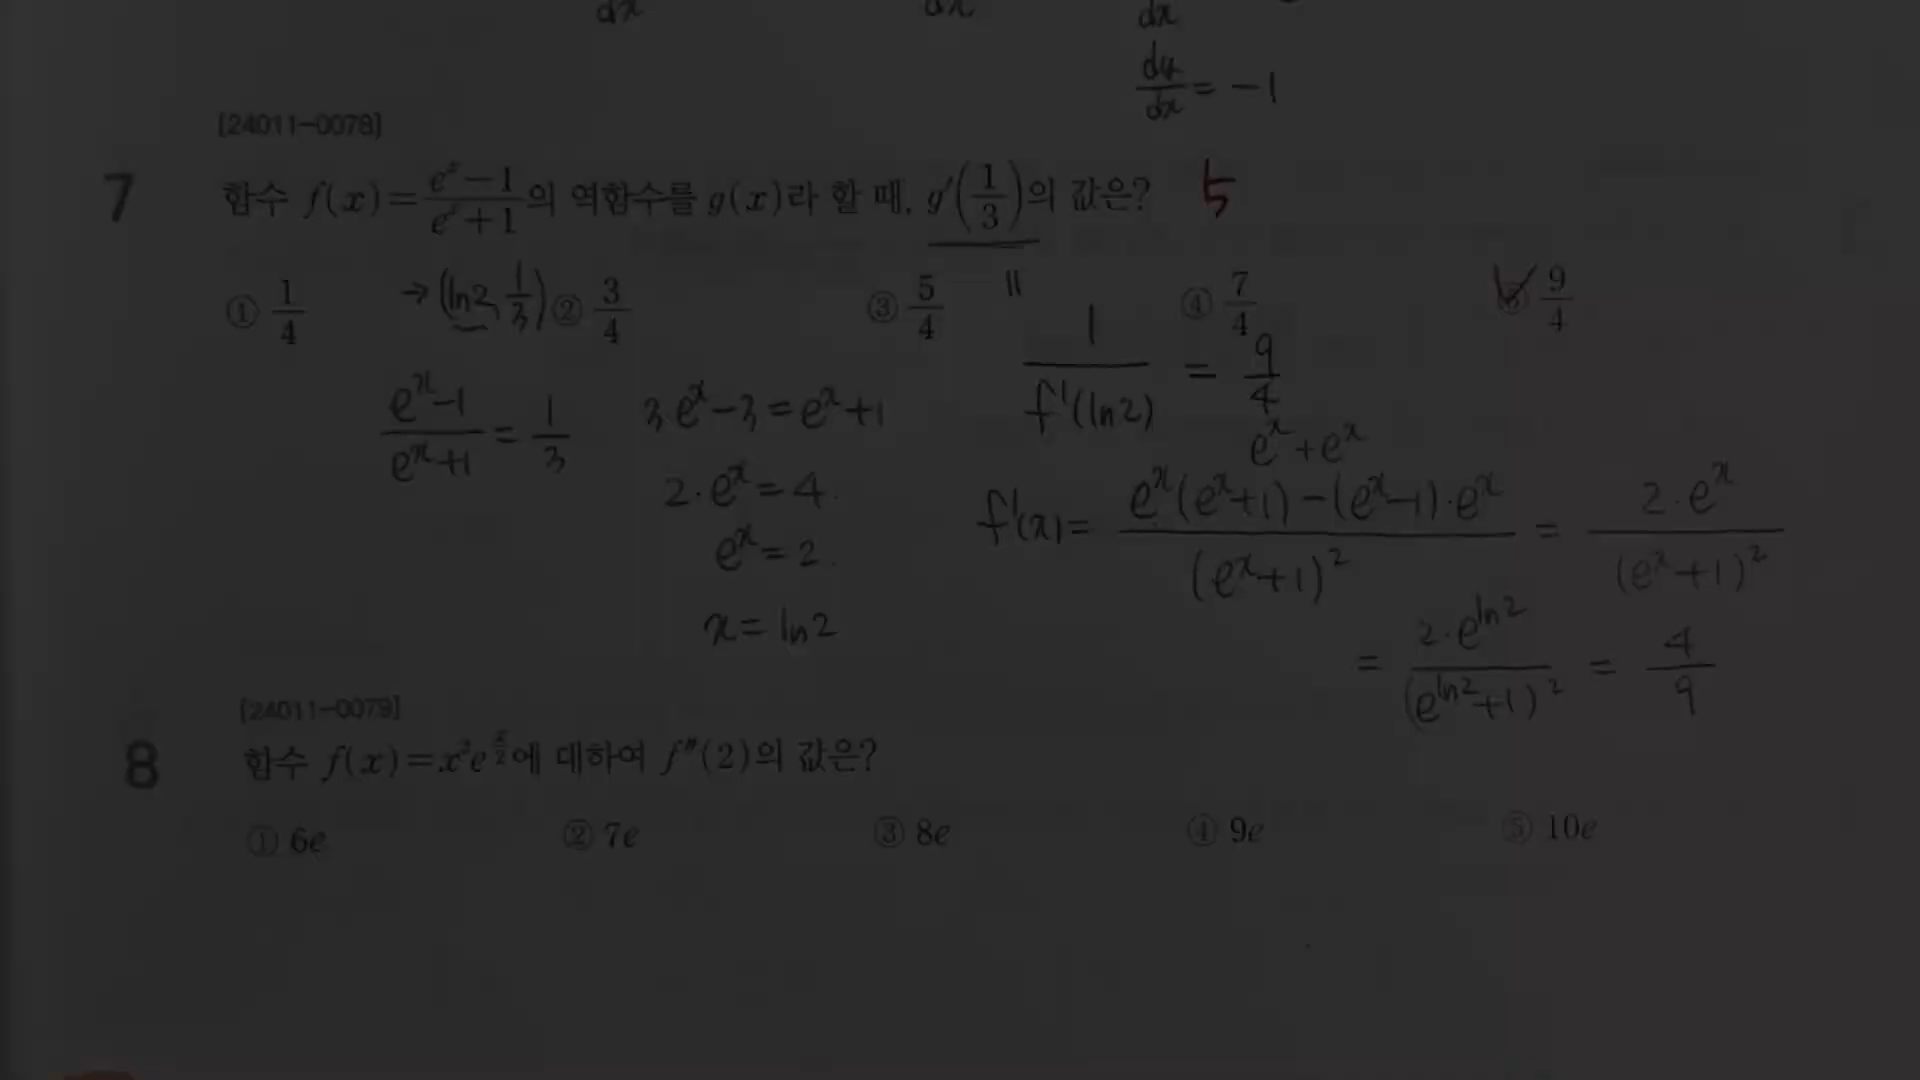 dx dx dx
dy/dx = -1
[24011-0078]
7 함수 f(x)=(e^x-1)/(e^x+1)의 역함수를 g(x)라 할 때, g'(1/3)의 값은? 5
① 1/4 → (ln2, 1/3) ② 3/4 ③ 5/4 ④ 7/4 ⑤ 9/4
=
1/f'(ln2) = 9/4
(e^x-1)/(e^x+1) = 1/3 3·e^x-3=e^x+1
e^x+e^x
2·e^x=4.
f'(x)= (e^x(e^x+1)-(e^x-1)·e^x)/(e^x+1)^2 = 2·e^x/(e^x+1)^2
e^x=2.
x=ln2
= 2·e^ln2/(e^ln2+1)^2 = 4/9
[24011-0079]
8 함수 f(x)=x^2e^(x/2)에 대하여 f''(2)의 값은?
① 6e ② 7e ③ 8e ④ 9e ⑤ 10e